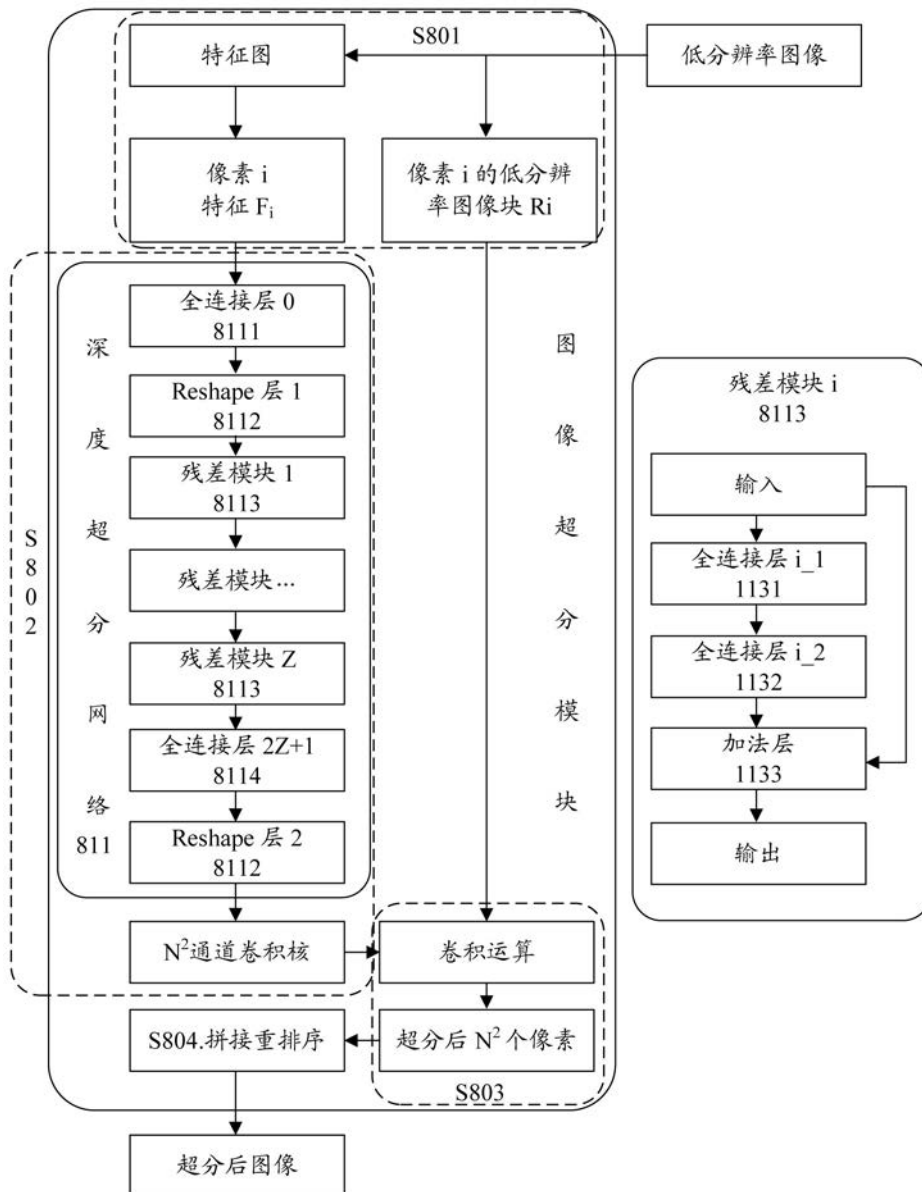 S801
特征图
低分辨率图像
像素 i
特征 Fᵢ
像素 i 的低分辨
率图像块 Ri
S802
深度超分网络
811
全连接层 0
8111
Reshape 层 1
8112
残差模块 1
8113
残差模块...
残差模块 Z
8113
全连接层 2Z+1
8114
Reshape 层 2
8112
图像超分模块
N²通道卷积核
卷积运算
S804.拼接重排序
超分后 N² 个像素
S803
超分后图像
残差模块 i
8113
输入
全连接层 i_1
1131
全连接层 i_2
1132
加法层
1133
输出